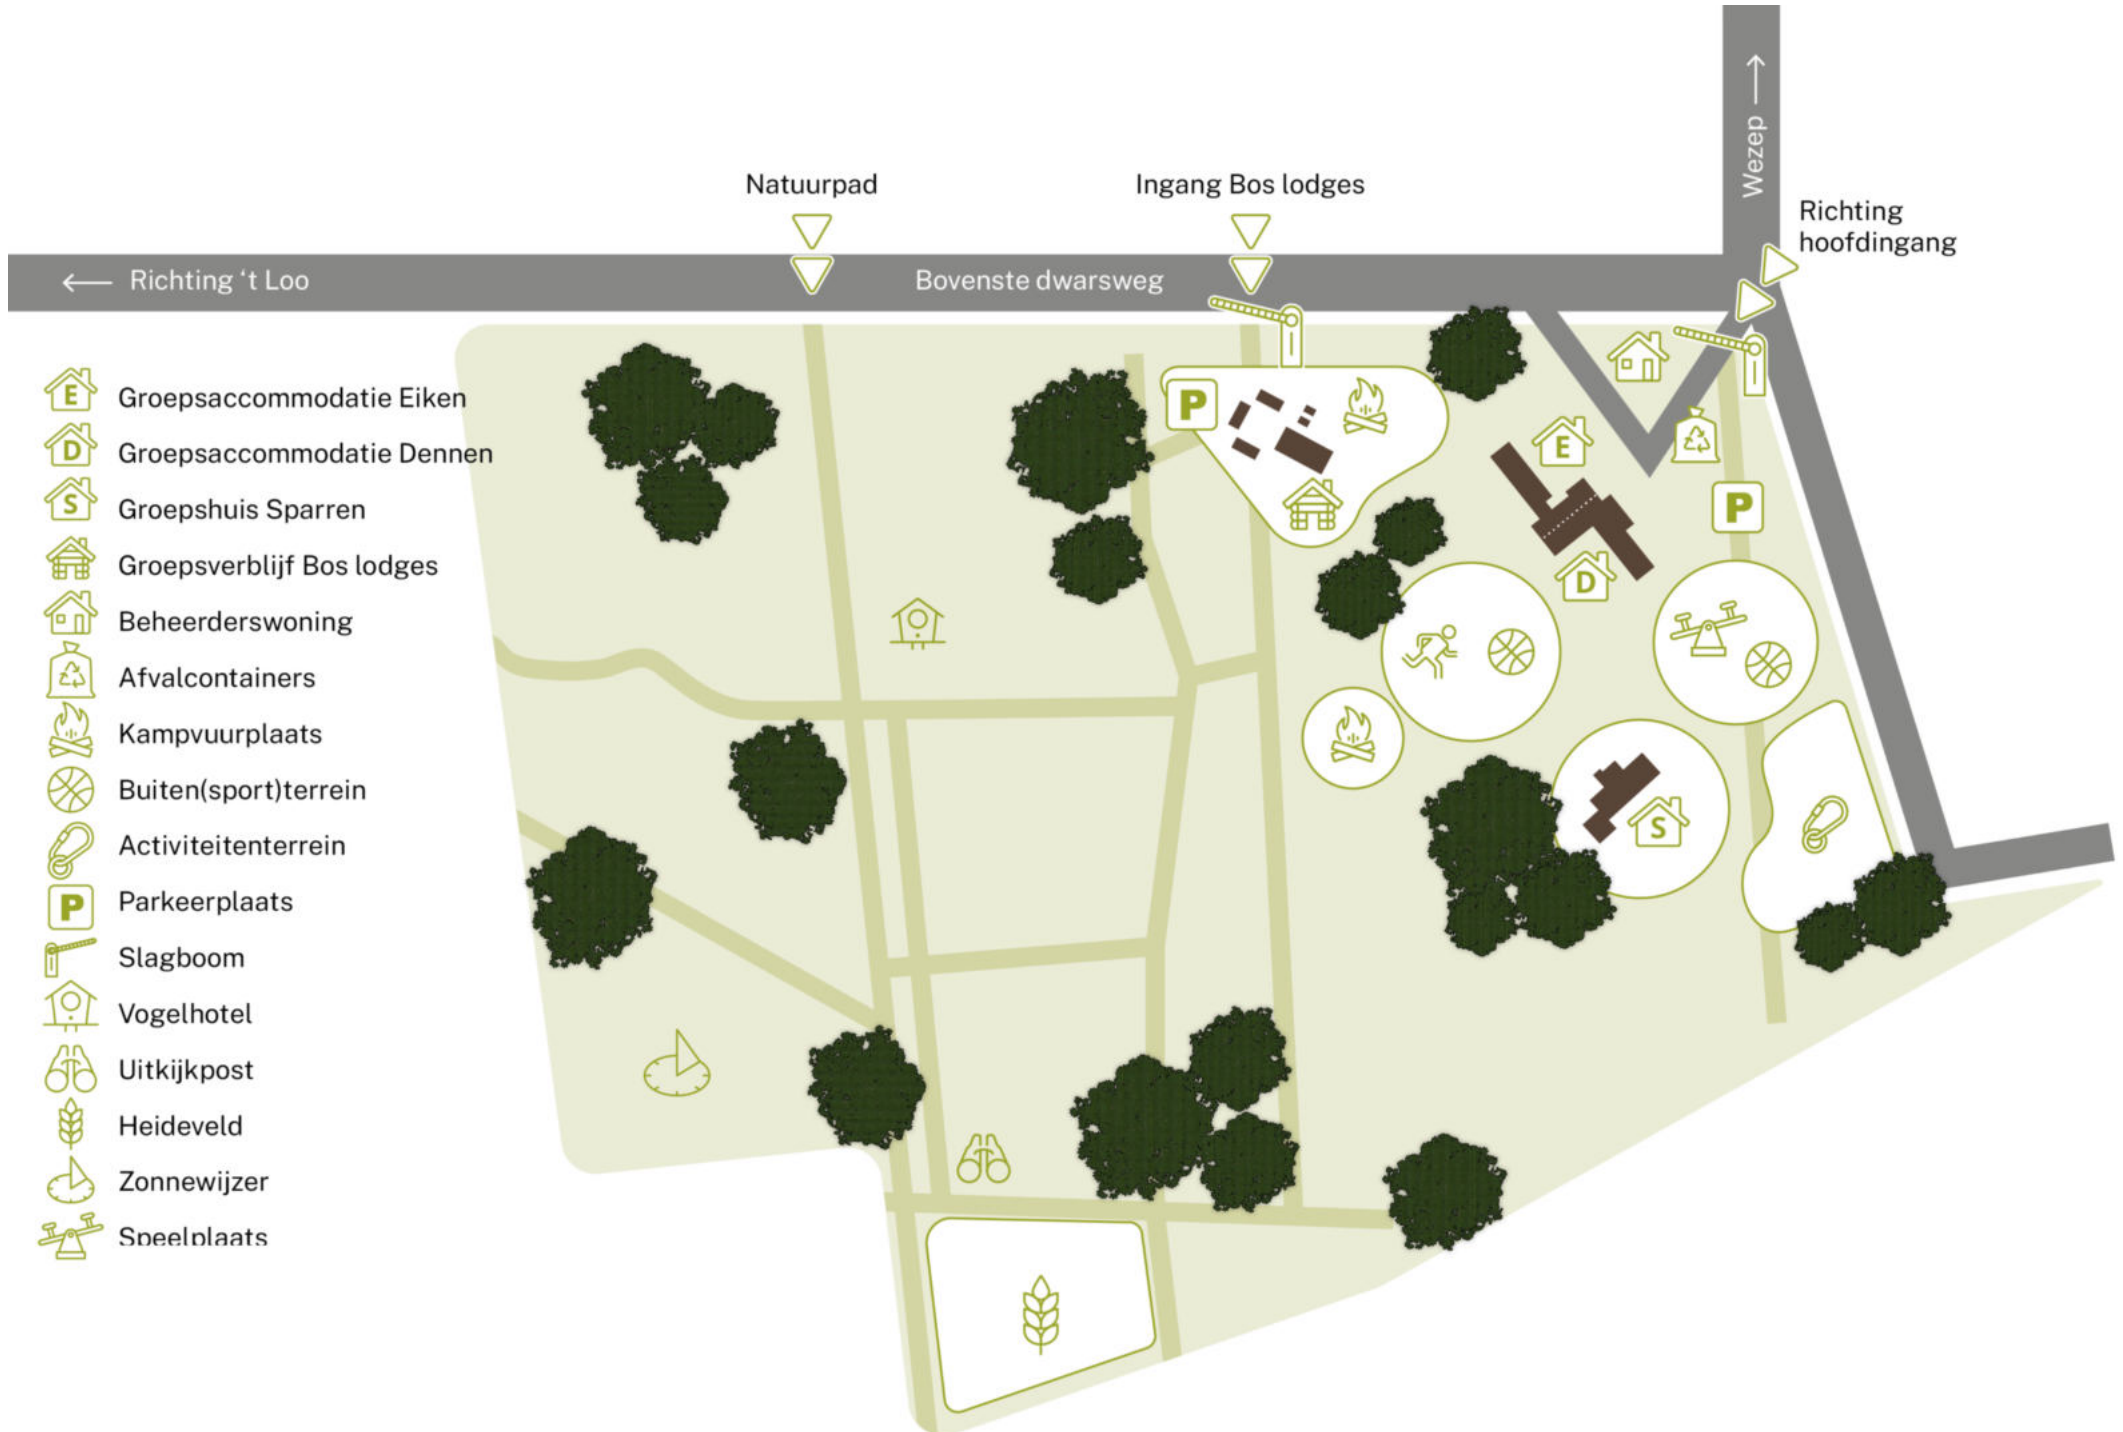 Wezep
Natuurpad
Ingang Bos lodges
Richting
hoofdingang
Richting ‘t Loo
Bovenste dwarsweg
E Groepsaccommodatie Eiken
D Groepsaccommodatie Dennen
S Groepshuis Sparren
Groepsverblijf Bos lodges
Beheerderswoning
Afvalcontainers
Kampvuurplaats
Buiten(sport)terrein
Activiteitenterrein
P Parkeerplaats
Slagboom
Vogelhotel
Uitkijkpost
Heideveld
Zonnewijzer
Speelplaats
P
E
P
D
S